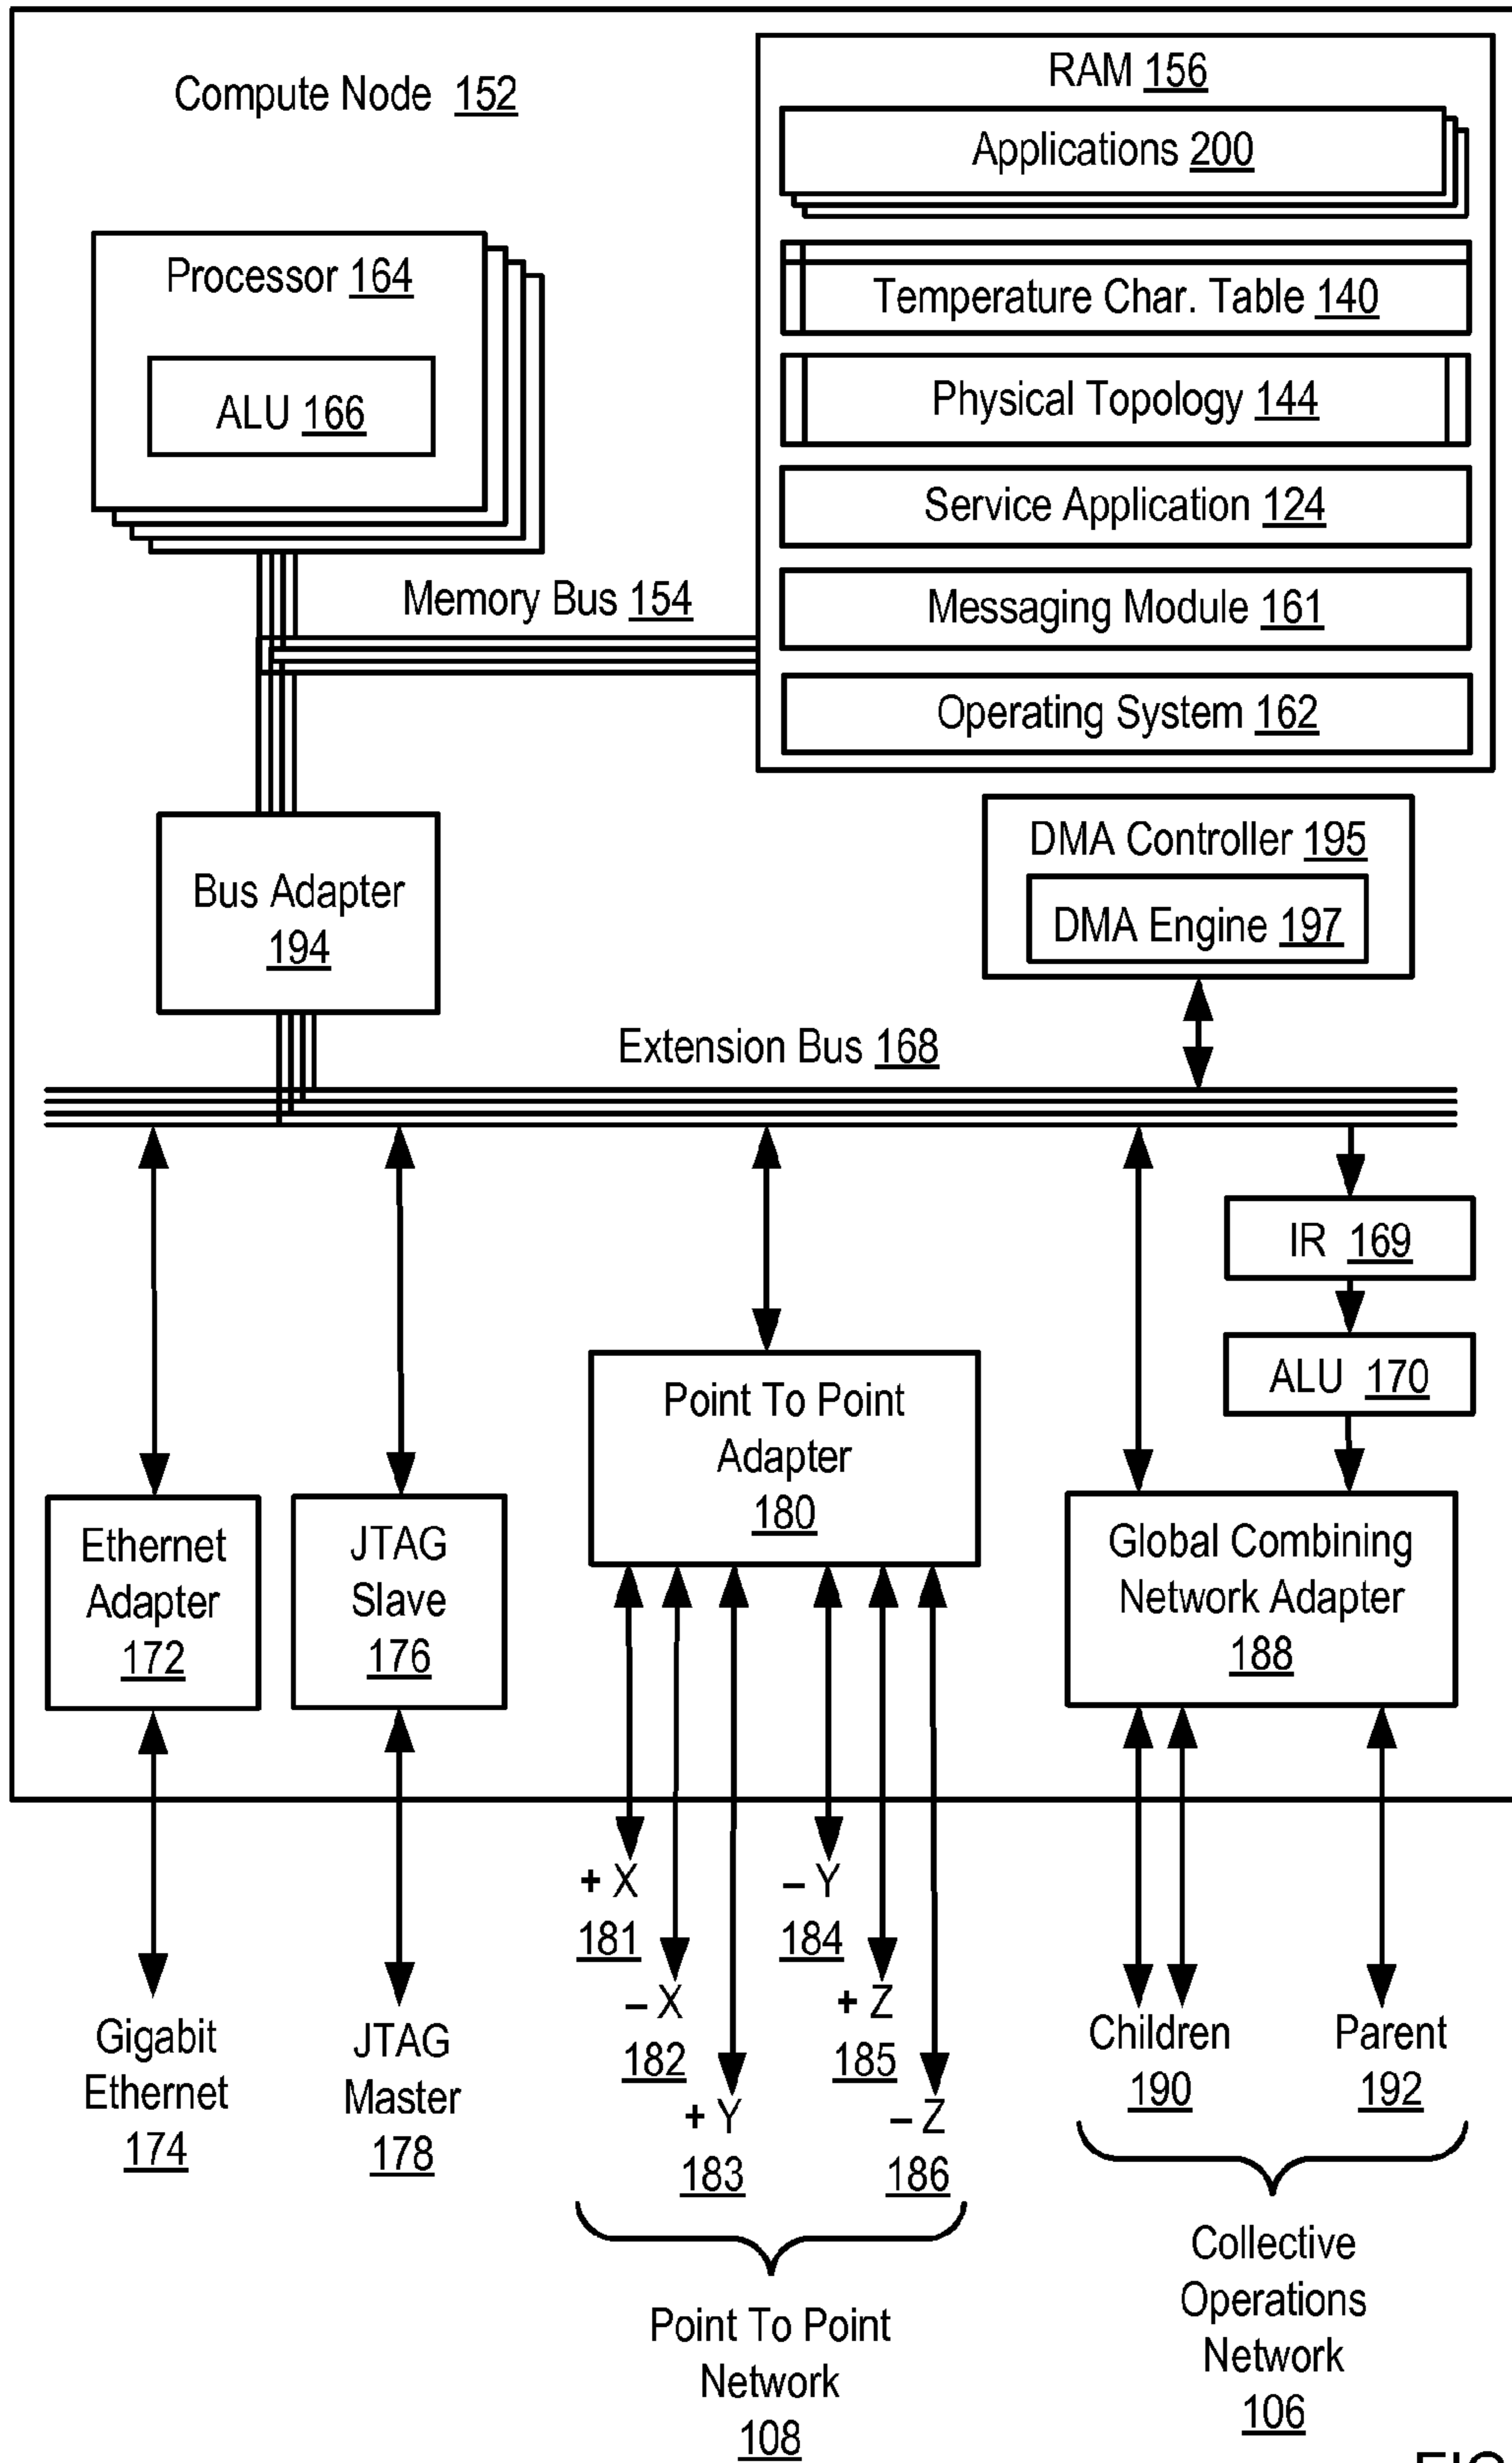 Compute Node 152
RAM 156
Applications 200
Temperature Char. Table 140
Physical Topology 144
Service Application 124
Messaging Module 161
Operating System 162
Processor 164
ALU 166
Memory Bus 154
Bus Adapter
194
DMA Controller 195
DMA Engine 197
Extension Bus 168
IR 169
ALU 170
Point To Point
Adapter
180
Ethernet
Adapter
172
JTAG
Slave
176
Global Combining
Network Adapter
188
+ X
181
– X
182
+ Y
183
– Y
184
+ Z
185
– Z
186
Gigabit
Ethernet
174
JTAG
Master
178
Children
190
Parent
192
Point To Point
Network
108
Collective
Operations
Network
106